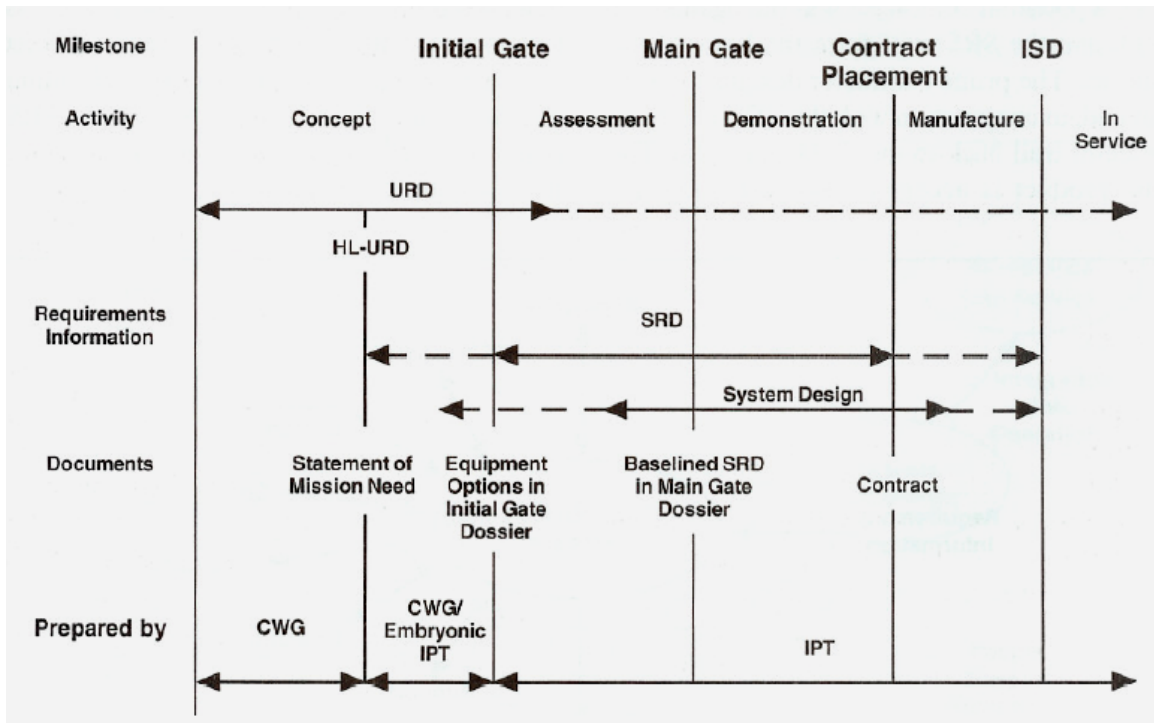 Milestone
Initial Gate
Main Gate
Contract
Placement
ISD
Activity
Concept
Assessment
Demonstration
Manufacture
In
Service
URD
HL-URD
Requirements
Information
SRD
System Design
Documents
Statement of
Mission Need
Equipment
Options in
Initial Gate
Dossier
Baselined SRD
in Main Gate
Dossier
Contract
Prepared by
CWG
CWG/
Embryonic
IPT
IPT